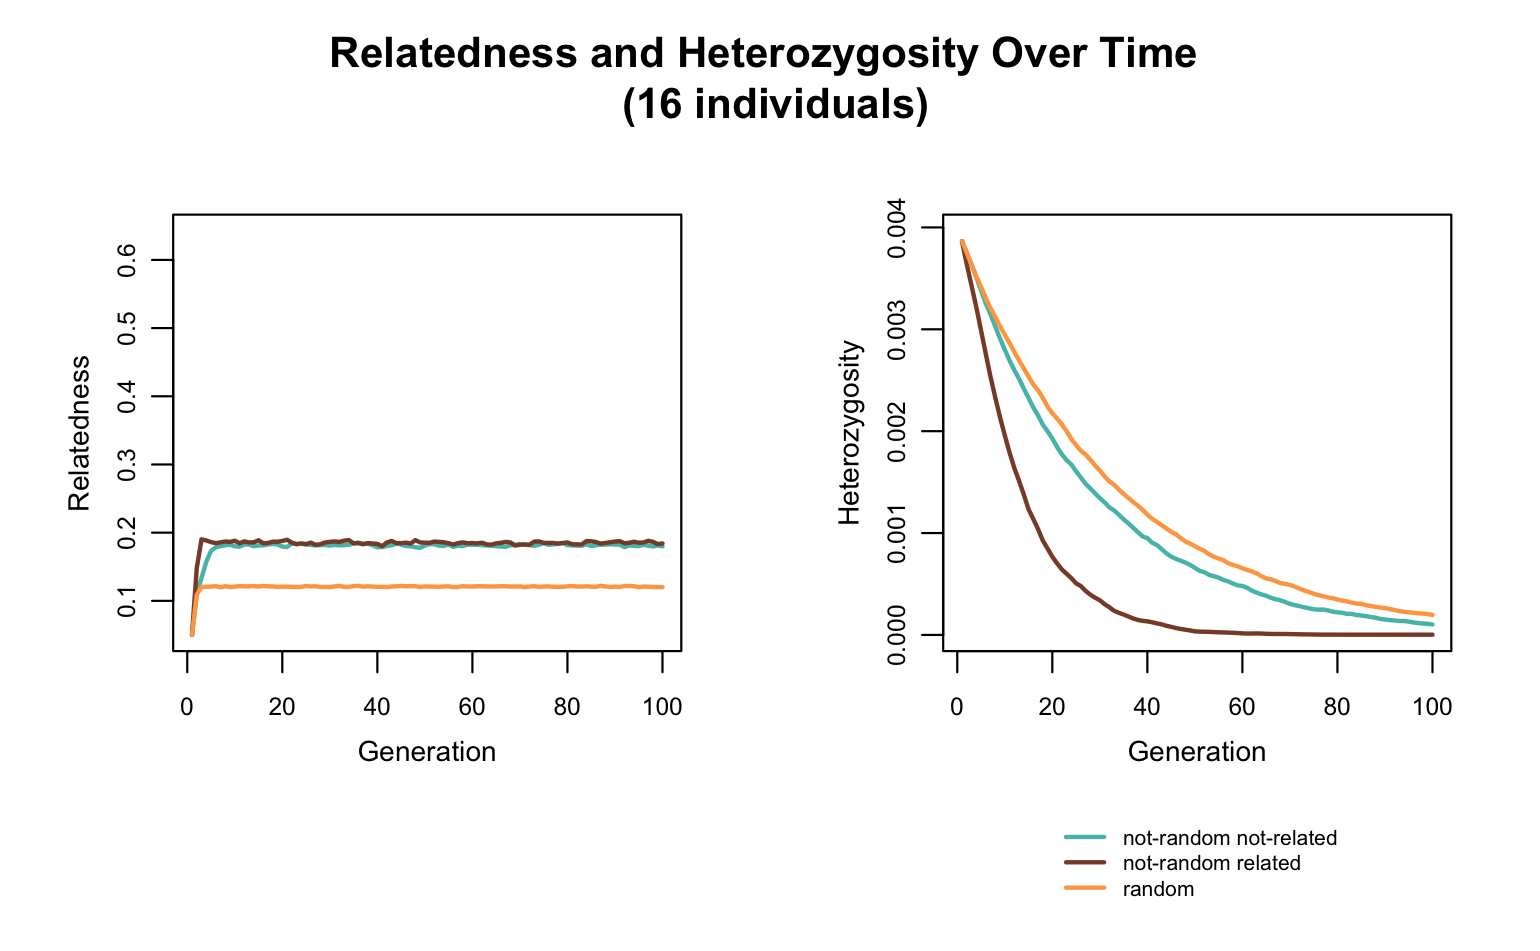 Relatedness and Heterozygosity Over Time
(16 individuals)
Relatedness
0.6
0.5
0.4
0.3
0.2
0.1
0 20 40 60 80 100
Generation
Heterozygosity
0.004
0.003
0.002
0.001
0.000
0 20 40 60 80 100
Generation
not-random not-related
not-random related
random